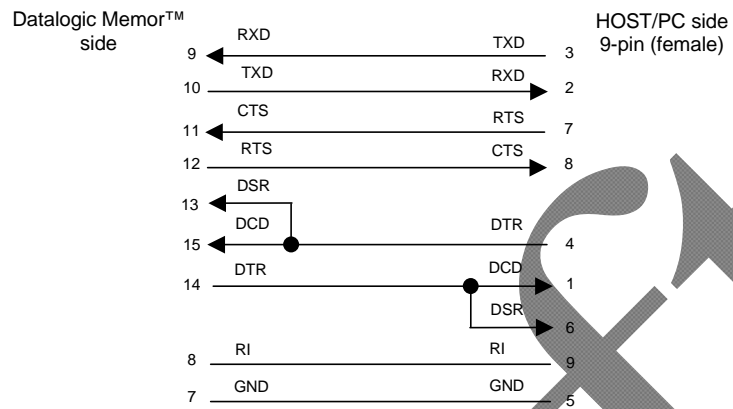 Datalogic Memor™
side
HOST/PC side
9-pin (female)
9 RXD TXD 3
10 TXD RXD 2
11 CTS RTS 7
12 RTS CTS 8
13 DSR
15 DCD DTR 4
14 DTR DCD 1
DSR 6
8 RI RI 9
7 GND GND 5